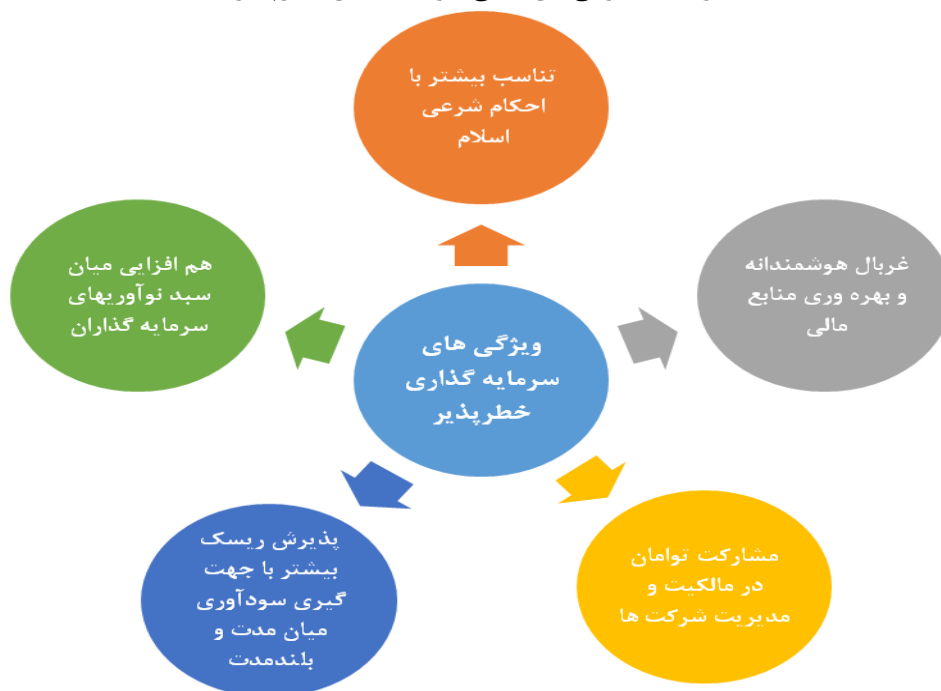 تناسب بیشتر با
احکام شرعی
اسلام
غربال هوشمندانه
و بهره وری منابع
مالی
هم افزایی میان
سبد نوآوریهای
سرمایه گذاران
ویژگی های
سرمایه گذاری
خطرپذیر
مشارکت توامان
در مالکیت و
مدیریت شرکت ها
پذیرش ریسک
بیشتر با جهت
گیری سودآوری
میان مدت و
بلندمدت